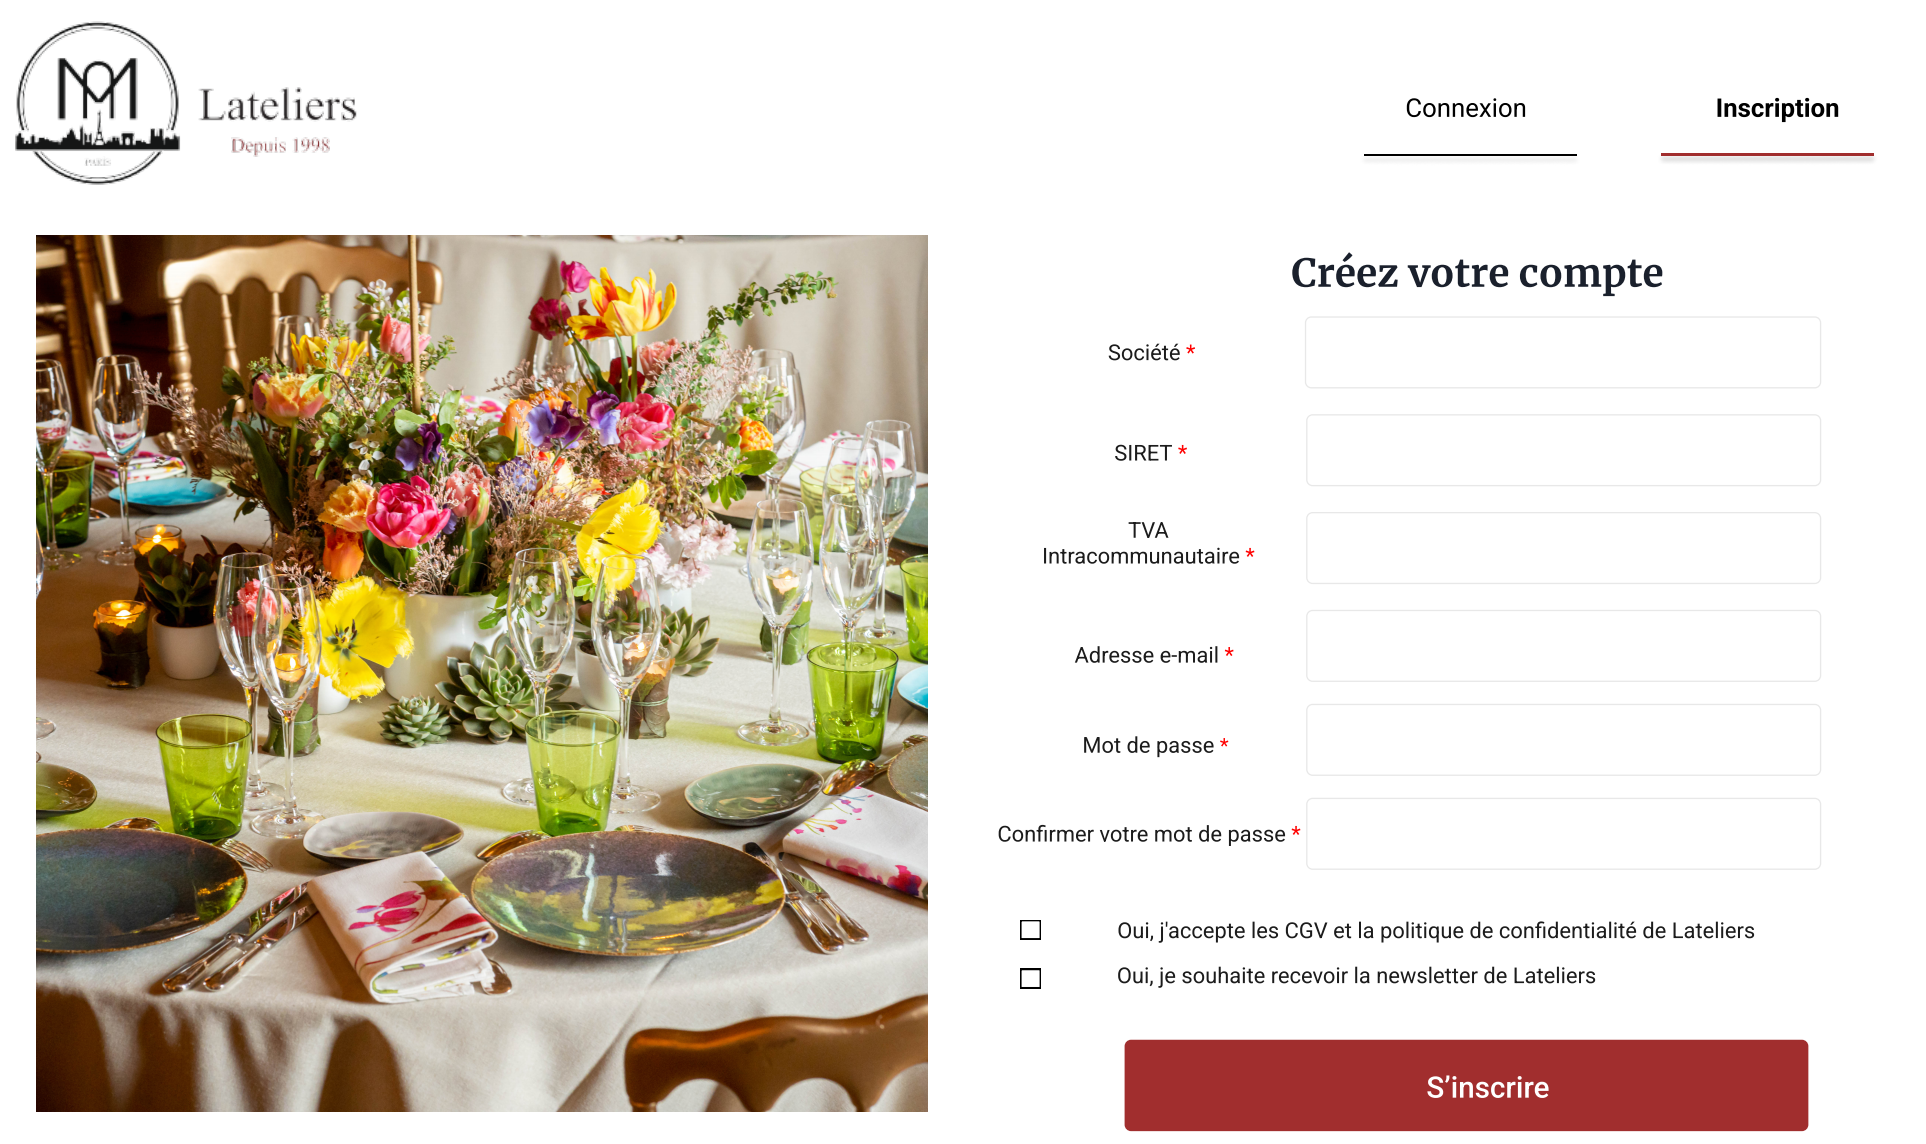 PARIS
Lateliers
Depuis 1998
Connexion
Inscription
Créez votre compte
Société *
SIRET *
TVA
Intracommunautaire *
Adresse e-mail *
Mot de passe *
Confirmer votre mot de passe *
Oui, j'accepte les CGV et la politique de confidentialité de Lateliers
Oui, je souhaite recevoir la newsletter de Lateliers
S’inscrire